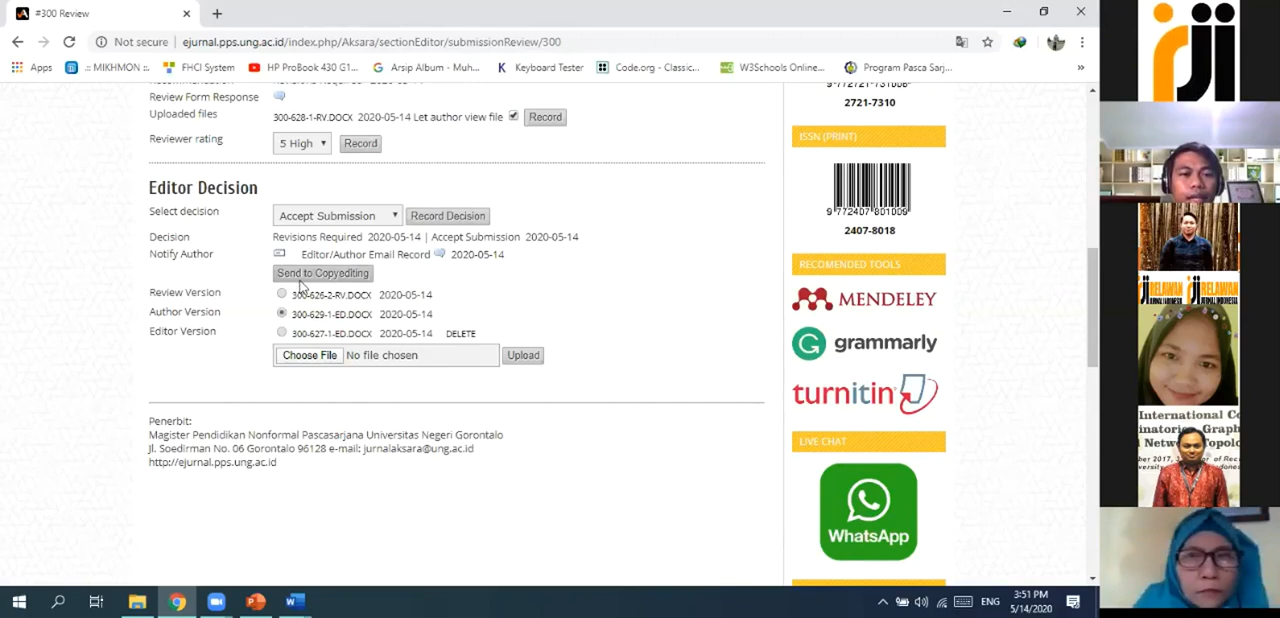 #300 Review
Not secure ejurnal.pps.ung.ac.id/index.php/Aksara/sectionEditor/submissionReview/300
Apps .:: MIKHMON ::. FHCI System HP ProBook 430 G1... Arsip Album - Muh... Keyboard Tester Code.org - Classic... W3Schools Online... Program Pasca Sarj... »
Review Form Response
Uploaded files 300-628-1-RV.DOCX 2020-05-14 Let author view file Record
Reviewer rating 5 High Record
Editor Decision
Select decision Accept Submission Record Decision
Decision Revisions Required 2020-05-14 | Accept Submission 2020-05-14
Notify Author Editor/Author Email Record 2020-05-14
Send to Copyediting
Review Version 300-626-2-RV.DOCX 2020-05-14
Author Version 300-629-1-ED.DOCX 2020-05-14
Editor Version 300-627-1-ED.DOCX 2020-05-14 DELETE
Choose File No file chosen Upload
Penerbit:
Magister Pendidikan Nonformal Pascasarjana Universitas Negeri Gorontalo
Jl. Soedirman No. 06 Gorontalo 96128 e-mail: jurnalaksara@ung.ac.id
http://ejurnal.pps.ung.ac.id
2721-7310
ISSN (PRINT)
9 772407 801009
2407-8018
RECOMENDED TOOLS
MENDELEY
grammarly
turnitin
LIVE CHAT
WhatsApp
rji
RELAWAN RELAWAN
International Co
natorics, Graph
l Network Topolo
ENG
3:51 PM
5/14/2020